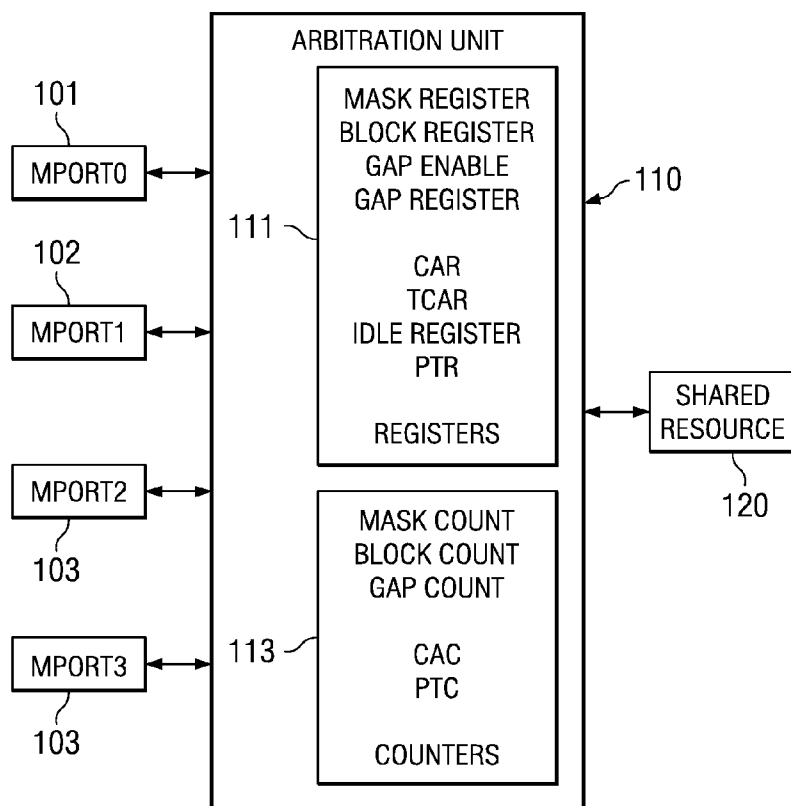 ARBITRATION UNIT
101
MPORT0
102
MPORT1
MPORT2
103
MPORT3
103
111
MASK REGISTER
BLOCK REGISTER
GAP ENABLE
GAP REGISTER
CAR
TCAR
IDLE REGISTER
PTR
REGISTERS
113
MASK COUNT
BLOCK COUNT
GAP COUNT
CAC
PTC
COUNTERS
110
SHARED
RESOURCE
120